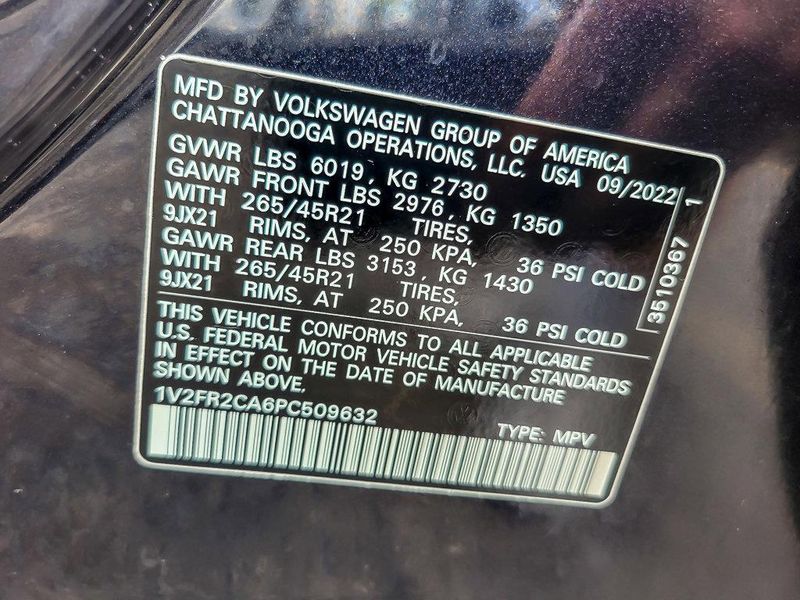 MFD BY VOLKSWAGEN GROUP OF AMERICA
CHATTANOOGA OPERATIONS, LLC. USA 09/2022
GVWR LBS 6019, KG 2730
GAWR FRONT LBS 2976, KG 1350
WITH 265/45R21 TIRES,
9JX21 RIMS, AT 250 KPA, 36 PSI COLD
GAWR REAR LBS 3153, KG 1430
WITH 265/45R21 TIRES,
9JX21 RIMS, AT 250 KPA, 36 PSI COLD
3510367 1
THIS VEHICLE CONFORMS TO ALL APPLICABLE
U.S. FEDERAL MOTOR VEHICLE SAFETY STANDARDS
IN EFFECT ON THE DATE OF MANUFACTURE
SHOWN ABOVE.
1V2FR2CA6PC509632
TYPE: MPV